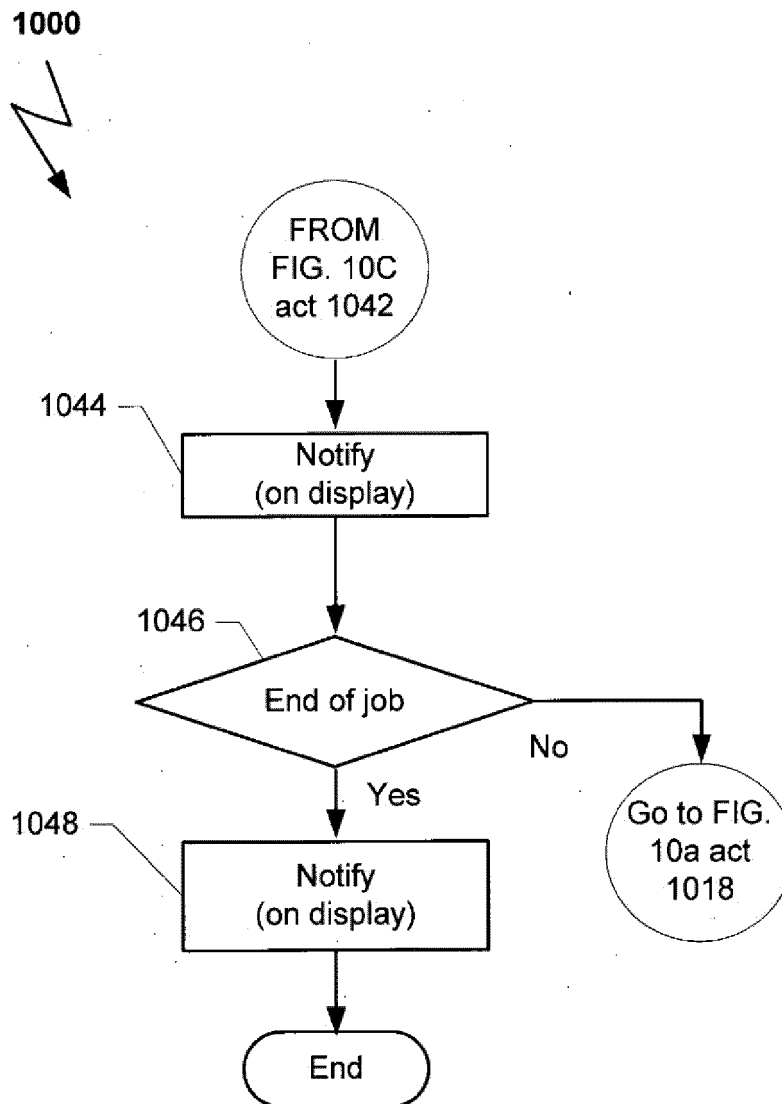 1000
FROM
FIG. 10C
act 1042
1044
Notify
(on display)
1046
End of job
No
Yes
Go to FIG.
10a act
1018
1048
Notify
(on display)
End